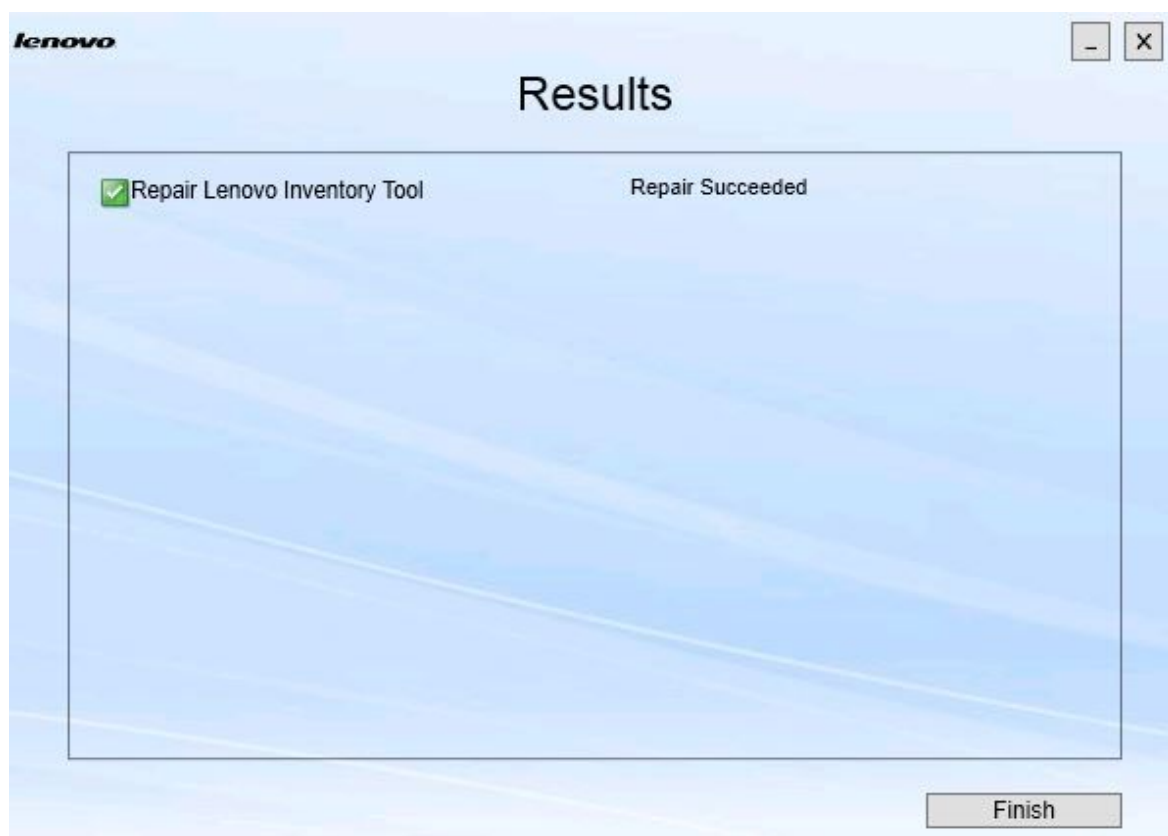 lenovo
Results
Repair Lenovo Inventory Tool Repair Succeeded
Finish